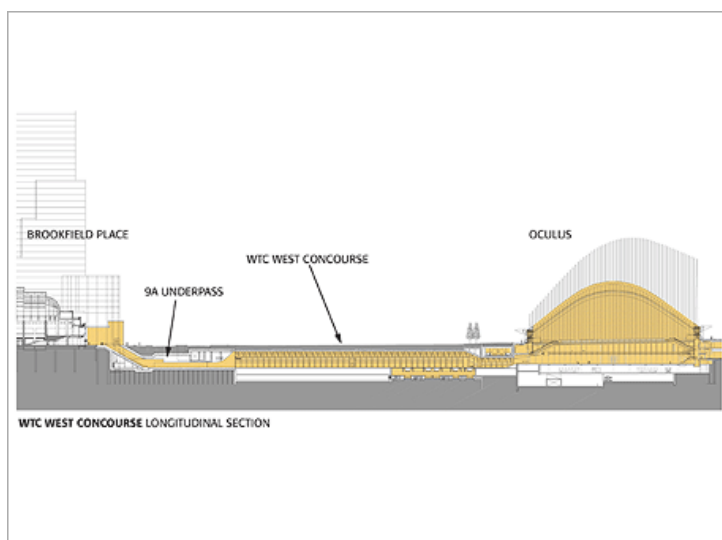 BROOKFIELD PLACE
OCULUS
WTC WEST CONCOURSE
9A UNDERPASS
WTC WEST CONCOURSE LONGITUDINAL SECTION